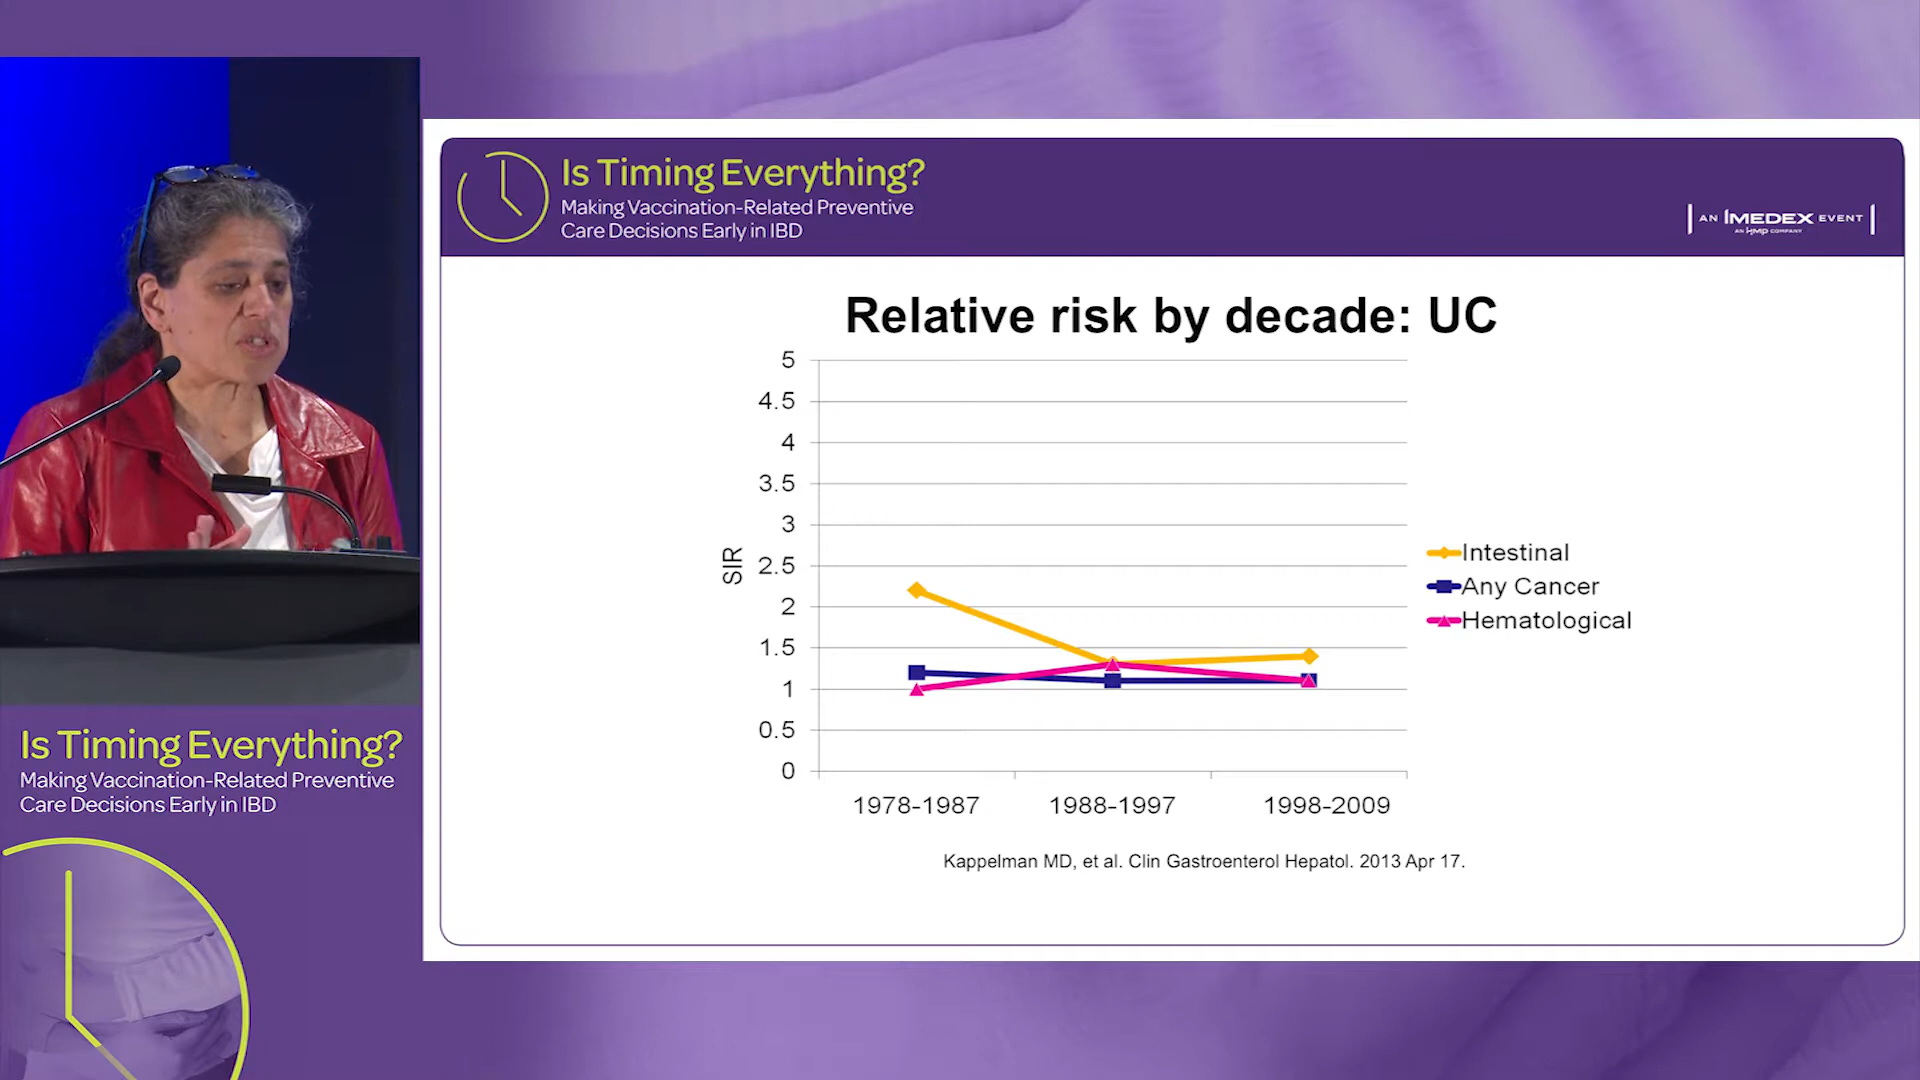 Is Timing Everything?
Making Vaccination-Related Preventive
Care Decisions Early in IBD
AN IMEDEX EVENT
AN HMP COMPANY
Relative risk by decade: UC
5
4.5
4
3.5
3
2.5
2
1.5
1
0.5
0
SIR
1978-1987 1988-1997 1998-2009
Intestinal
Any Cancer
Hematological
Kappelman MD, et al. Clin Gastroenterol Hepatol. 2013 Apr 17.
Is Timing Everything?
Making Vaccination-Related Preventive
Care Decisions Early in IBD